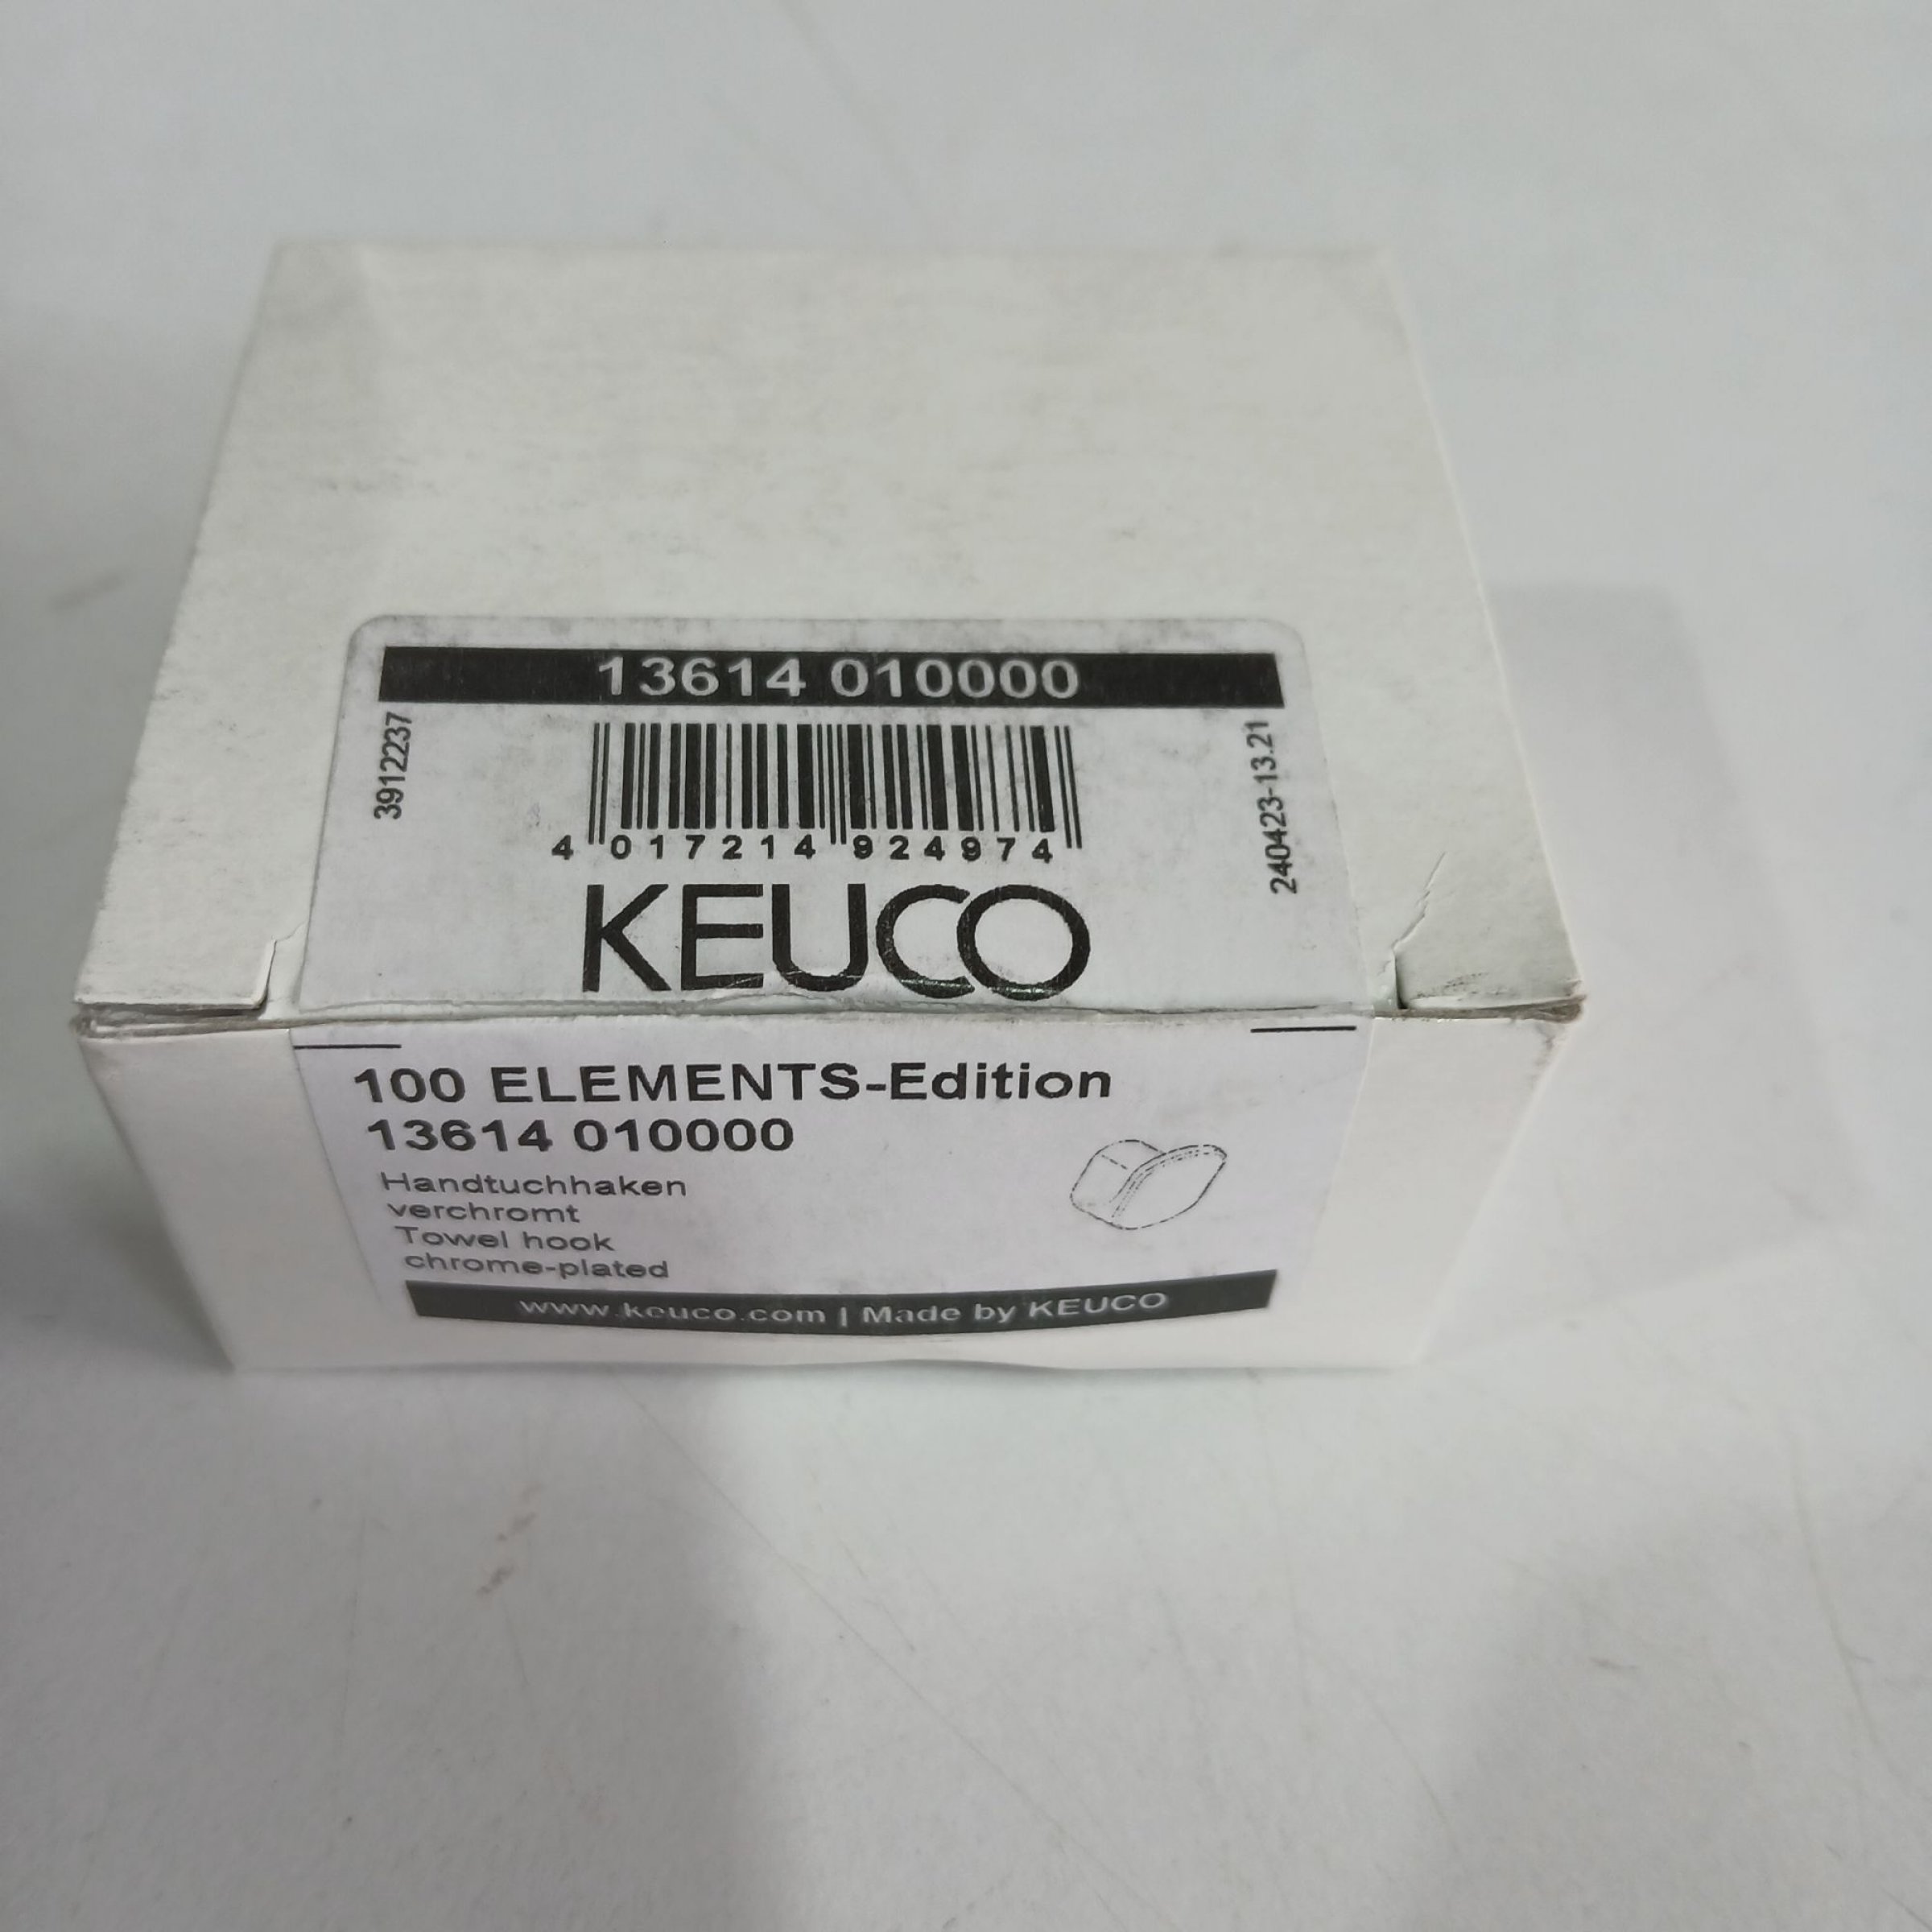 13614 010000
3912237
240423-13.21
4 017214 924974
KEUCO
100 ELEMENTS-Edition
13614 010000
Handtuchhaken
verchromt
Towel hook
chrome-plated
www.keuco.com | Made by KEUCO